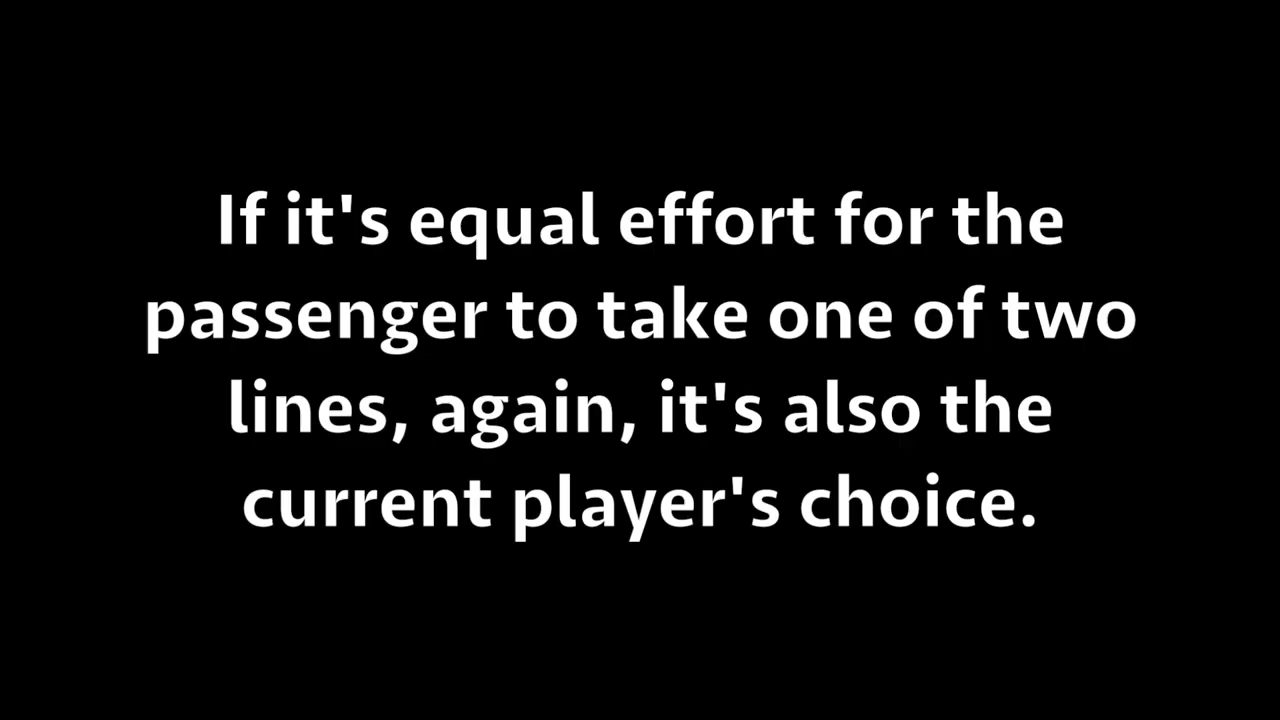 If it's equal effort for the
passenger to take one of two
lines, again, it's also the
current player's choice.